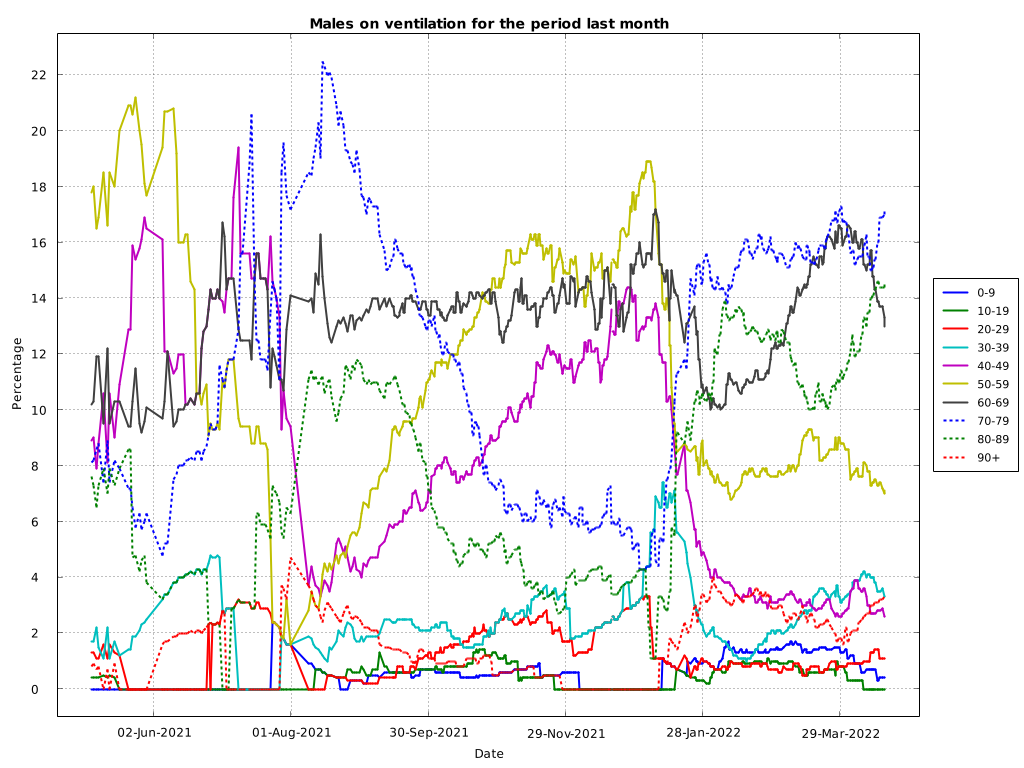 Males on ventilation for the period last month
22
20
18
16
14
12
10
8
6
4
2
0
Percentage
02-Jun-2021
01-Aug-2021
30-Sep-2021
29-Nov-2021
28-Jan-2022
29-Mar-2022
Date
0-9
10-19
20-29
30-39
40-49
50-59
60-69
70-79
80-89
90+